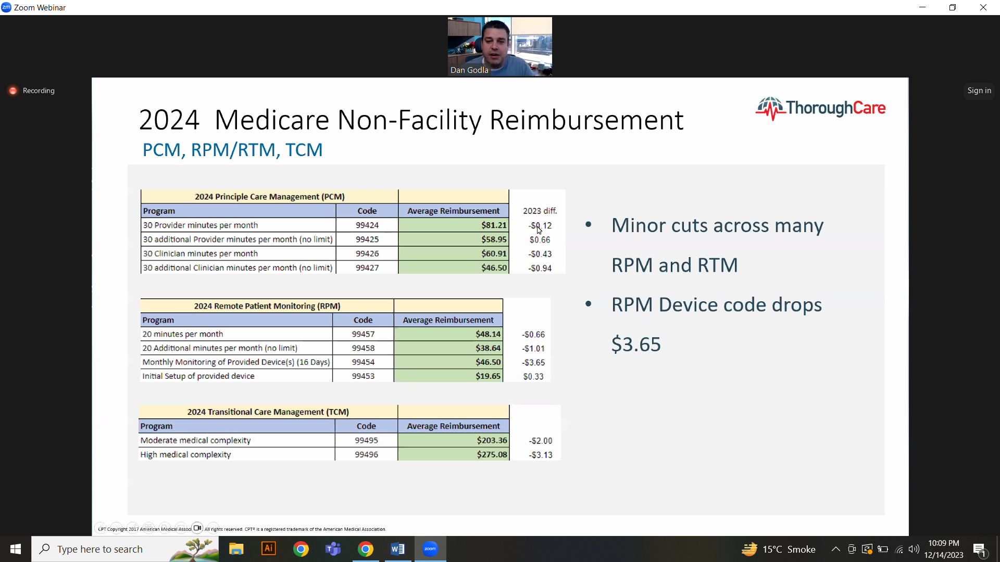 Zoom Webinar
Dan Godla
Recording
Sign in
2024 Medicare Non-Facility Reimbursement
ThoroughCare
PCM, RPM/RTM, TCM
2024 Principle Care Management (PCM)
Program Code Average Reimbursement 2023 diff.
30 Provider minutes per month 99424 $81.21 -$0.12
30 additional Provider minutes per month (no limit) 99425 $58.95 $0.66
30 Clinician minutes per month 99426 $60.91 -$0.43
30 additional Clinician minutes per month (no limit) 99427 $46.50 -$0.94
2024 Remote Patient Monitoring (RPM)
Program Code Average Reimbursement
20 minutes per month 99457 $48.14 -$0.66
20 Additional minutes per month (no limit) 99458 $38.64 -$1.01
Monthly Monitoring of Provided Device(s) (16 Days) 99454 $46.50 -$3.65
Initial Setup of provided device 99453 $19.65 $0.33
2024 Transitional Care Management (TCM)
Program Code Average Reimbursement
Moderate medical complexity 99495 $203.36 -$2.00
High medical complexity 99496 $275.08 -$3.13
• Minor cuts across many
RPM and RTM
• RPM Device code drops
$3.65
CPT Copyright 2017 American Medical All rights reserved. CPT® is a registered trademark of the American Medical Association.
Type here to search
Ai
zoom
15°C Smoke
10:09 PM
12/14/2023
1